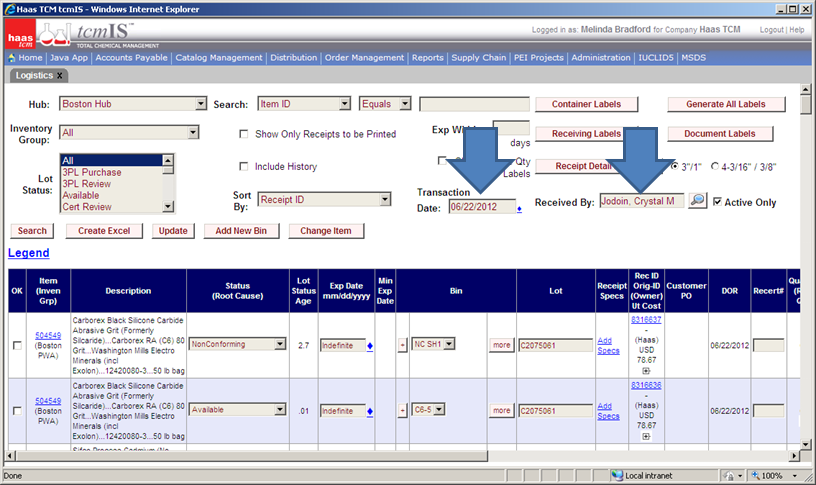 Haas TCM tcmIS - Windows Internet Explorer
haas tcm
tcmIS™
TOTAL CHEMICAL MANAGEMENT
Logged in as: Melinda Bradford for Company Haas TCM
Logout | Help
Home | Java App | Accounts Payable | Catalog Management | Distribution | Order Management | Reports | Supply Chain | PEI Projects | Administration | IUCLID5 | MSDS
Logistics X
Hub: Boston Hub Search: Item ID Equals Container Labels Generate All Labels
Inventory Group: All Show Only Receipts to be Printed Exp days Receiving Labels Document Labels
Include History Qty Labels Receipt Detail 3"/1" 4-3/16" / 3/8"
Lot Status:
All
3PL Purchase
3PL Review
Available
Cert Review
Sort By: Receipt ID
Transaction Date: 06/22/2012
Received By: Jodoin, Crystal M Active Only
Search Create Excel Update Add New Bin Change Item
Legend
OK Item (Inven Grp) Description Status (Root Cause) Lot Status Age Exp Date mm/dd/yyyy Min Exp Date Bin Lot Receipt Specs Rec ID Orig-ID (Owner) Ut Cost Customer PO DOR Recert#
504549 (Boston PWA)
Carborex Black Silicone Carbide
Abrasive Grit (Formerly
Silcaride)...Carborex RA (C6) 80
Grit...Washington Mills Electro
Minerals (incl
Exolon)...12420080-3...50 lb bag
NonConforming 2.7 Indefinite + NC SH1 more C2075061 Add Specs
8316637
-
(Haas)
USD
78.67
06/22/2012
504549 (Boston PWA)
Carborex Black Silicone Carbide
Abrasive Grit (Formerly
Silcaride)...Carborex RA (C6) 80
Grit...Washington Mills Electro
Minerals (incl
Exolon)...12420080-3...50 lb bag
Available .01 Indefinite + C6-5 more C2075061 Add Specs
8316636
-
(Haas)
USD
78.67
06/22/2012
Done
Local intranet
100%